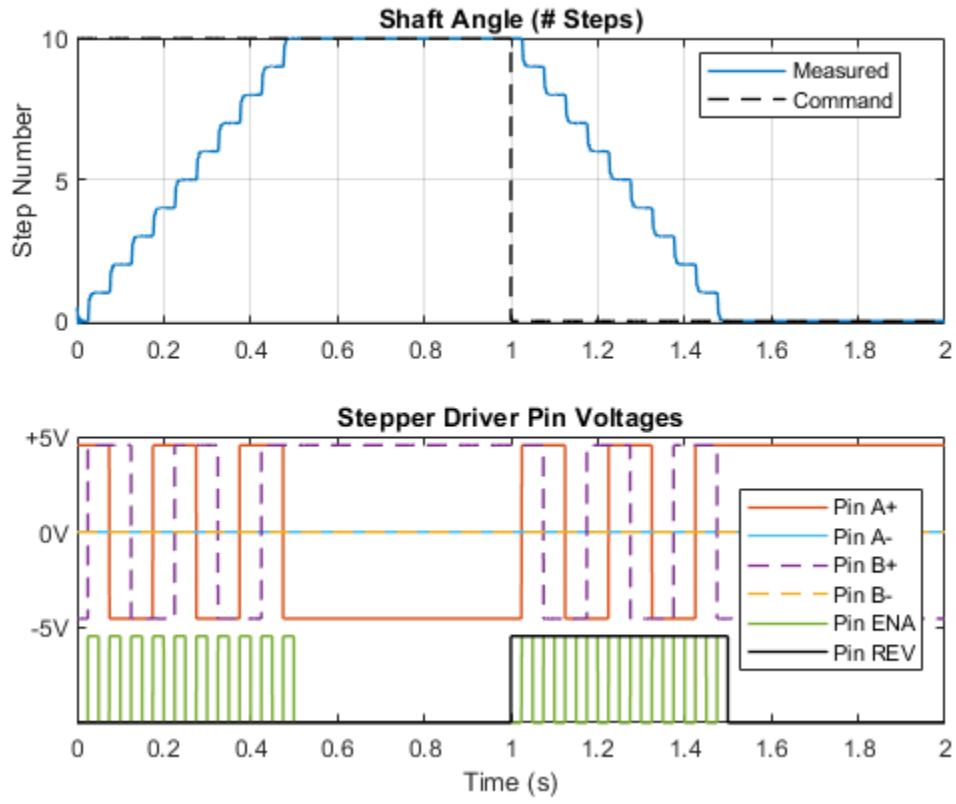 Shaft Angle (# Steps)
10
5
0
Step Number
Measured
Command
0 0.2 0.4 0.6 0.8 1 1.2 1.4 1.6 1.8 2
Stepper Driver Pin Voltages
+5V
0V
-5V
Pin A+
Pin A-
Pin B+
Pin B-
Pin ENA
Pin REV
0 0.2 0.4 0.6 0.8 1 1.2 1.4 1.6 1.8 2
Time (s)